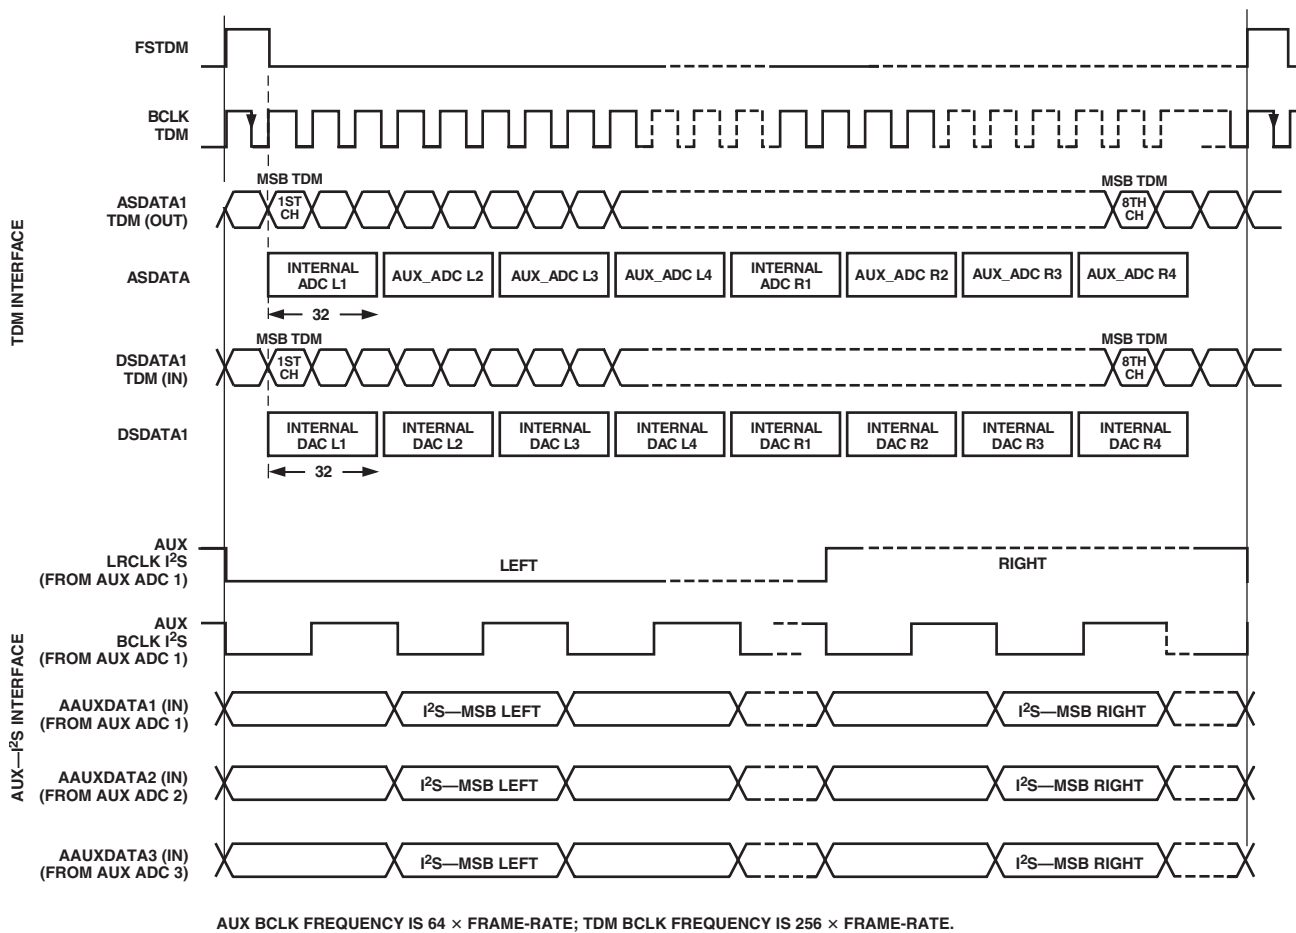 TDM INTERFACE
FSTDM
BCLK
TDM
MSB TDM
MSB TDM
ASDATA1
TDM (OUT)
1ST
CH
8TH
CH
ASDATA
INTERNAL
ADC L1
AUX_ADC L2
AUX_ADC L3
AUX_ADC L4
INTERNAL
ADC R1
AUX_ADC R2
AUX_ADC R3
AUX_ADC R4
32
MSB TDM
MSB TDM
DSDATA1
TDM (IN)
1ST
CH
8TH
CH
DSDATA1
INTERNAL
DAC L1
INTERNAL
DAC L2
INTERNAL
DAC L3
INTERNAL
DAC L4
INTERNAL
DAC R1
INTERNAL
DAC R2
INTERNAL
DAC R3
INTERNAL
DAC R4
32
AUX—I²S INTERFACE
AUX
LRCLK I²S
(FROM AUX ADC 1)
LEFT
RIGHT
AUX
BCLK I²S
(FROM AUX ADC 1)
AAUXDATA1 (IN)
(FROM AUX ADC 1)
I²S—MSB LEFT
I²S—MSB RIGHT
AAUXDATA2 (IN)
(FROM AUX ADC 2)
I²S—MSB LEFT
I²S—MSB RIGHT
AAUXDATA3 (IN)
(FROM AUX ADC 3)
I²S—MSB LEFT
I²S—MSB RIGHT
AUX BCLK FREQUENCY IS 64 × FRAME-RATE; TDM BCLK FREQUENCY IS 256 × FRAME-RATE.